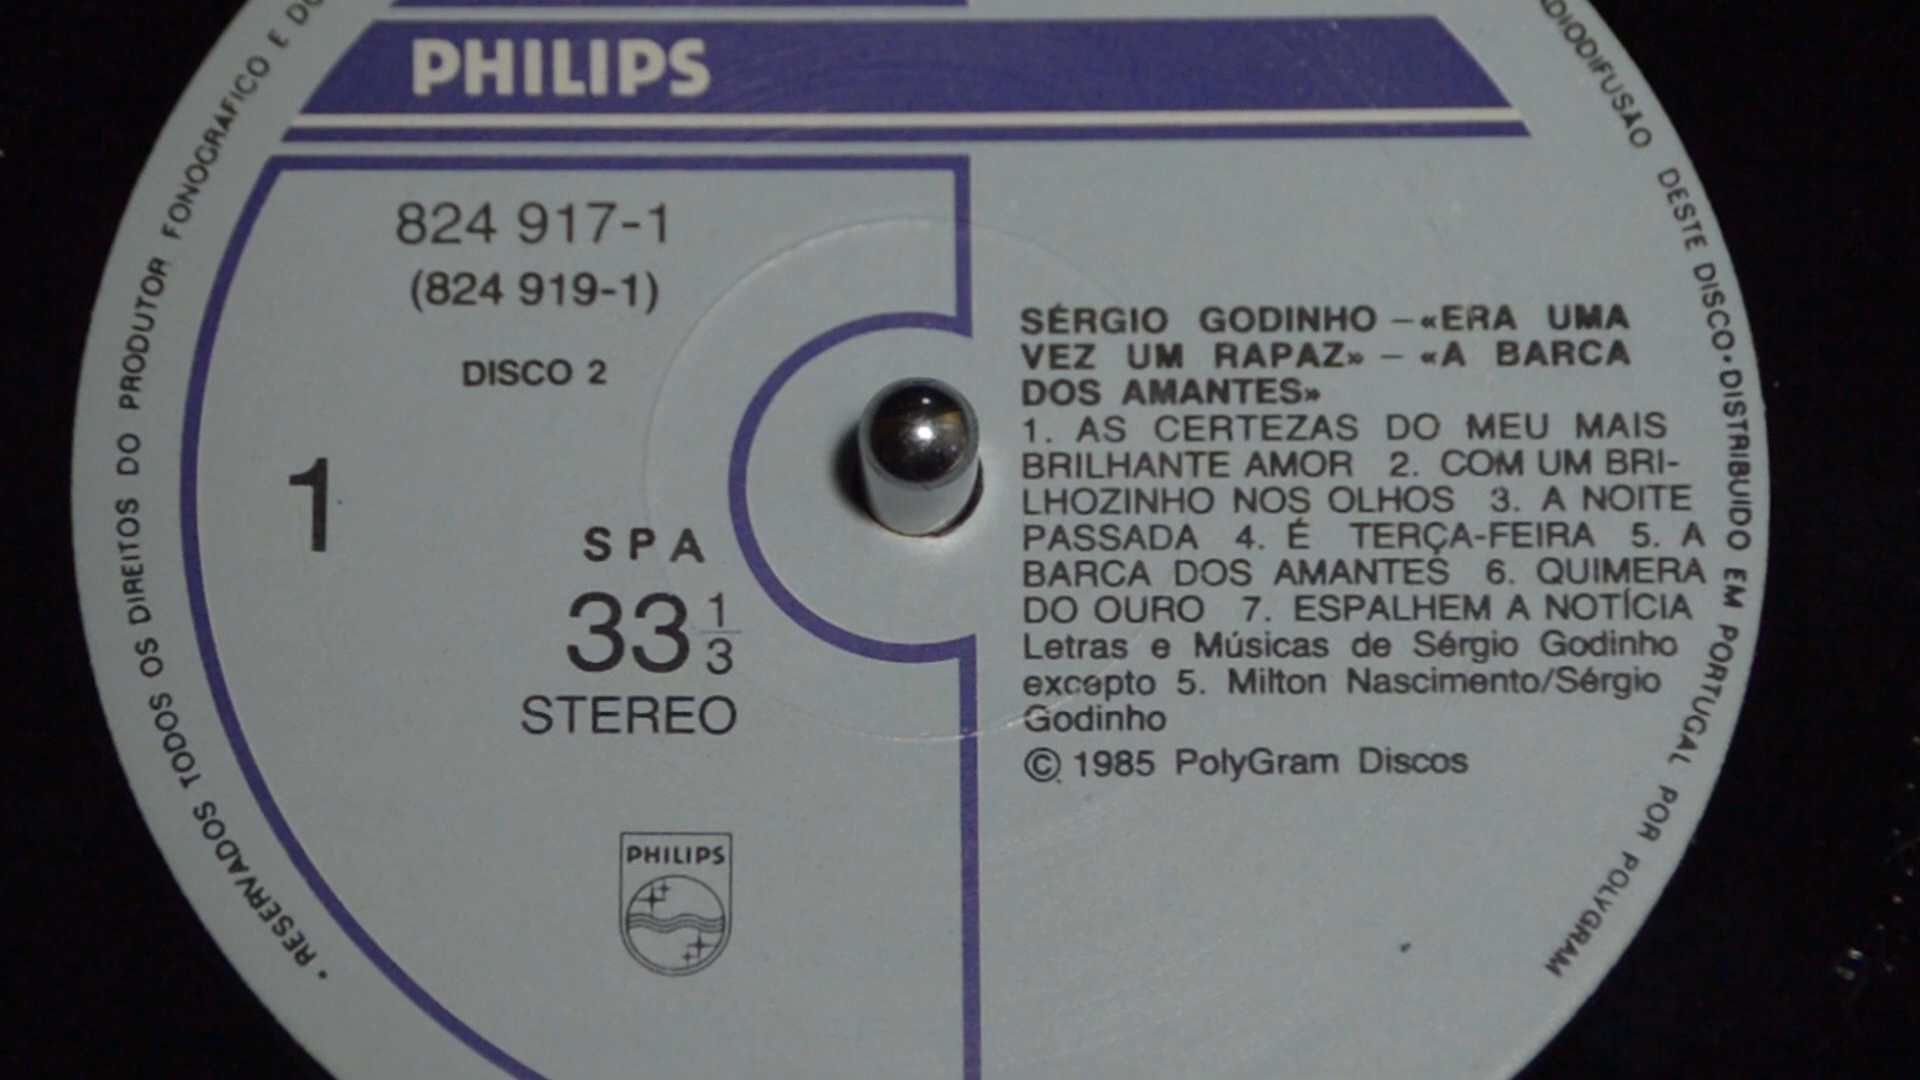 PHILIPS
824 917-1
(824 919-1)
DISCO 2
1
SPA
33 1/3
STEREO
PHILIPS
SÉRGIO GODINHO – «ERA UMA
VEZ UM RAPAZ» – «A BARCA
DOS AMANTES»
1. AS CERTEZAS DO MEU MAIS
BRILHANTE AMOR 2. COM UM BRI-
LHOZINHO NOS OLHOS 3. A NOITE
PASSADA 4. É TERÇA-FEIRA 5. A
BARCA DOS AMANTES 6. QUIMERA
DO OURO 7. ESPALHEM A NOTÍCIA
Letras e Músicas de Sérgio Godinho
excepto 5. Milton Nascimento/Sérgio
Godinho
© 1985 PolyGram Discos
• RESERVADOS TODOS OS DIREITOS DO PRODUTOR FONOGRÁFICO E
DESTE DISCO • DISTRIBUIDO EM PORTUGAL POR POLYGRAM